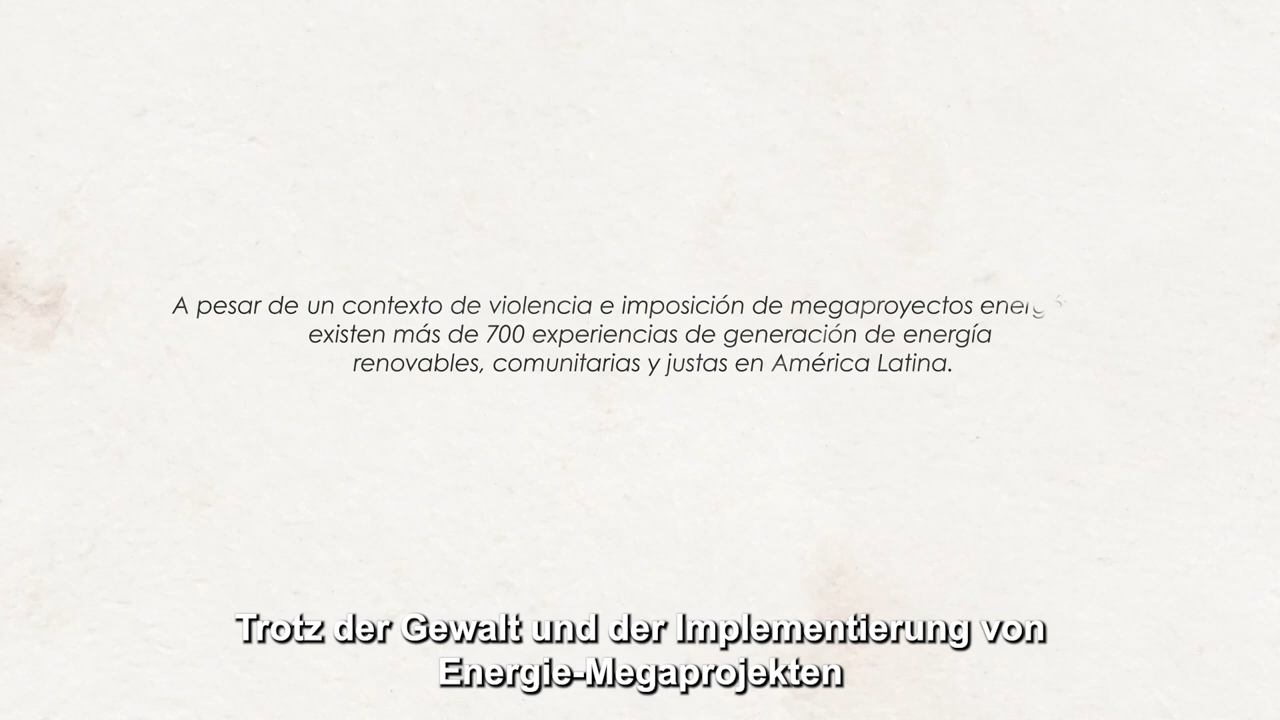 A pesar de un contexto de violencia e imposición de megaproyectos
existen más de 700 experiencias de generación de energía
renovables, comunitarias y justas en América Latina.
Trotz der Gewalt und der Implementierung von
Energie-Megaprojekten